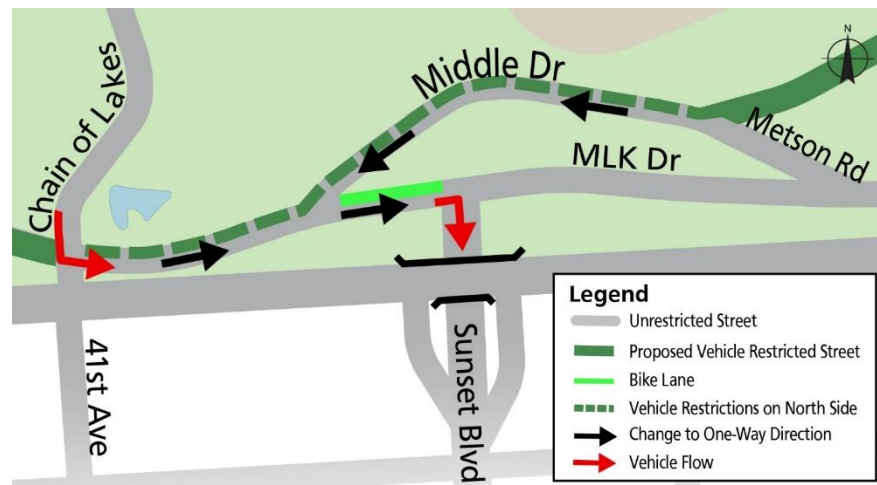 N
Middle Dr
Chain of Lakes
Metson Rd
MLK Dr
41st Ave
Sunset Blvd
Legend
Unrestricted Street
Proposed Vehicle Restricted Street
Bike Lane
Vehicle Restrictions on North Side
Change to One-Way Direction
Vehicle Flow